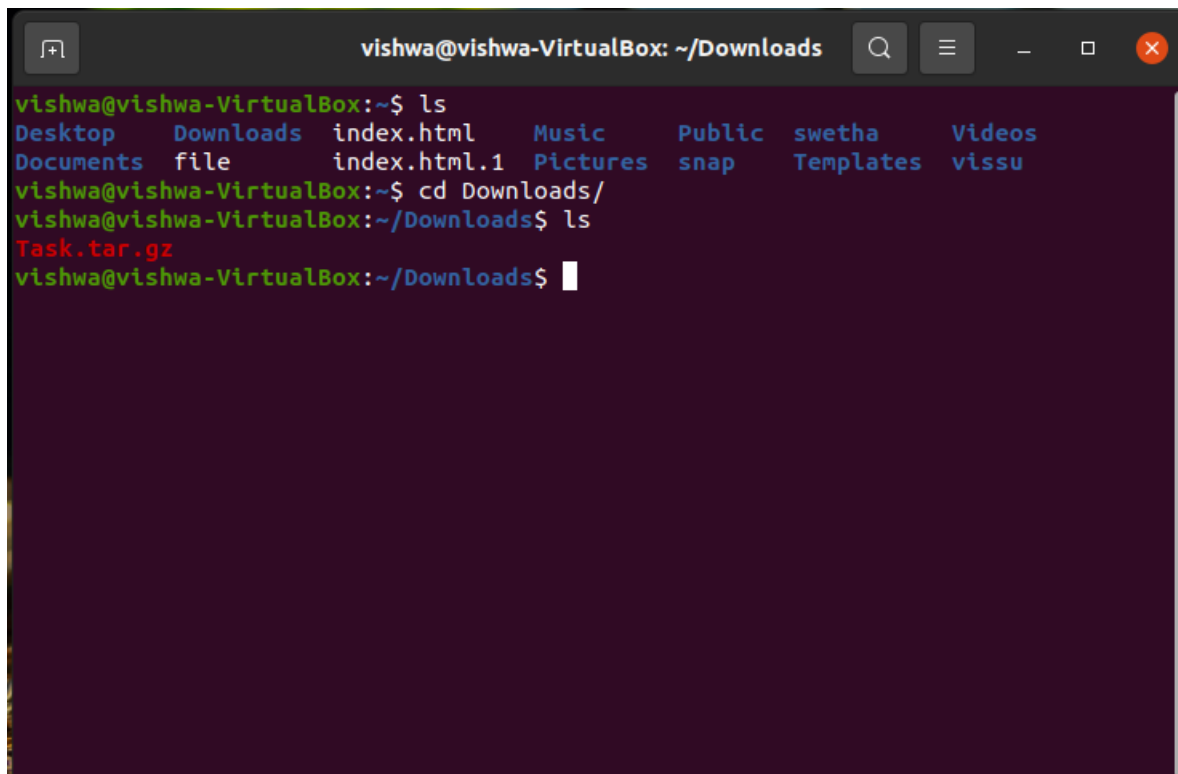 vishwa@vishwa-VirtualBox: ~/Downloads
vishwa@vishwa-VirtualBox:~$ ls
Desktop Downloads index.html Music Public swetha Videos
Documents file index.html.1 Pictures snap Templates vissu
vishwa@vishwa-VirtualBox:~$ cd Downloads/
vishwa@vishwa-VirtualBox:~/Downloads$ ls
Task.tar.gz
vishwa@vishwa-VirtualBox:~/Downloads$